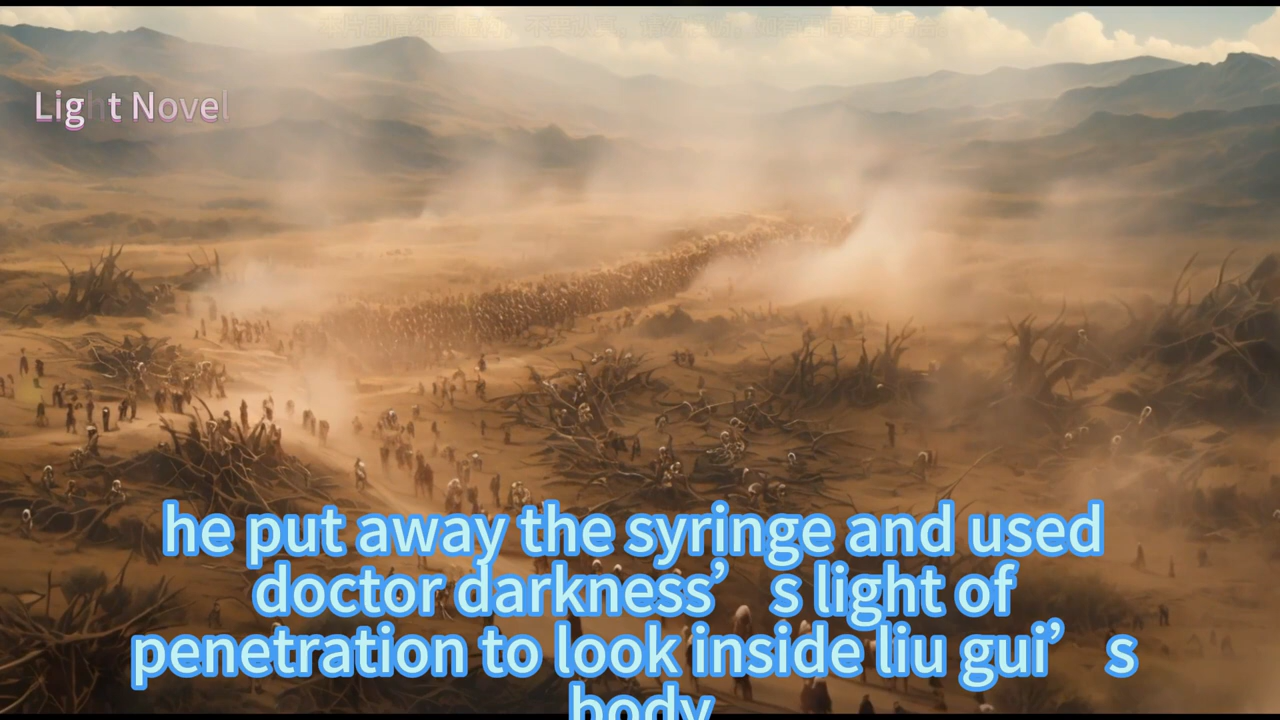 Light Novel
he put away the syringe and used
doctor darkness’ s light of
penetration to look inside liu gui’ s
body